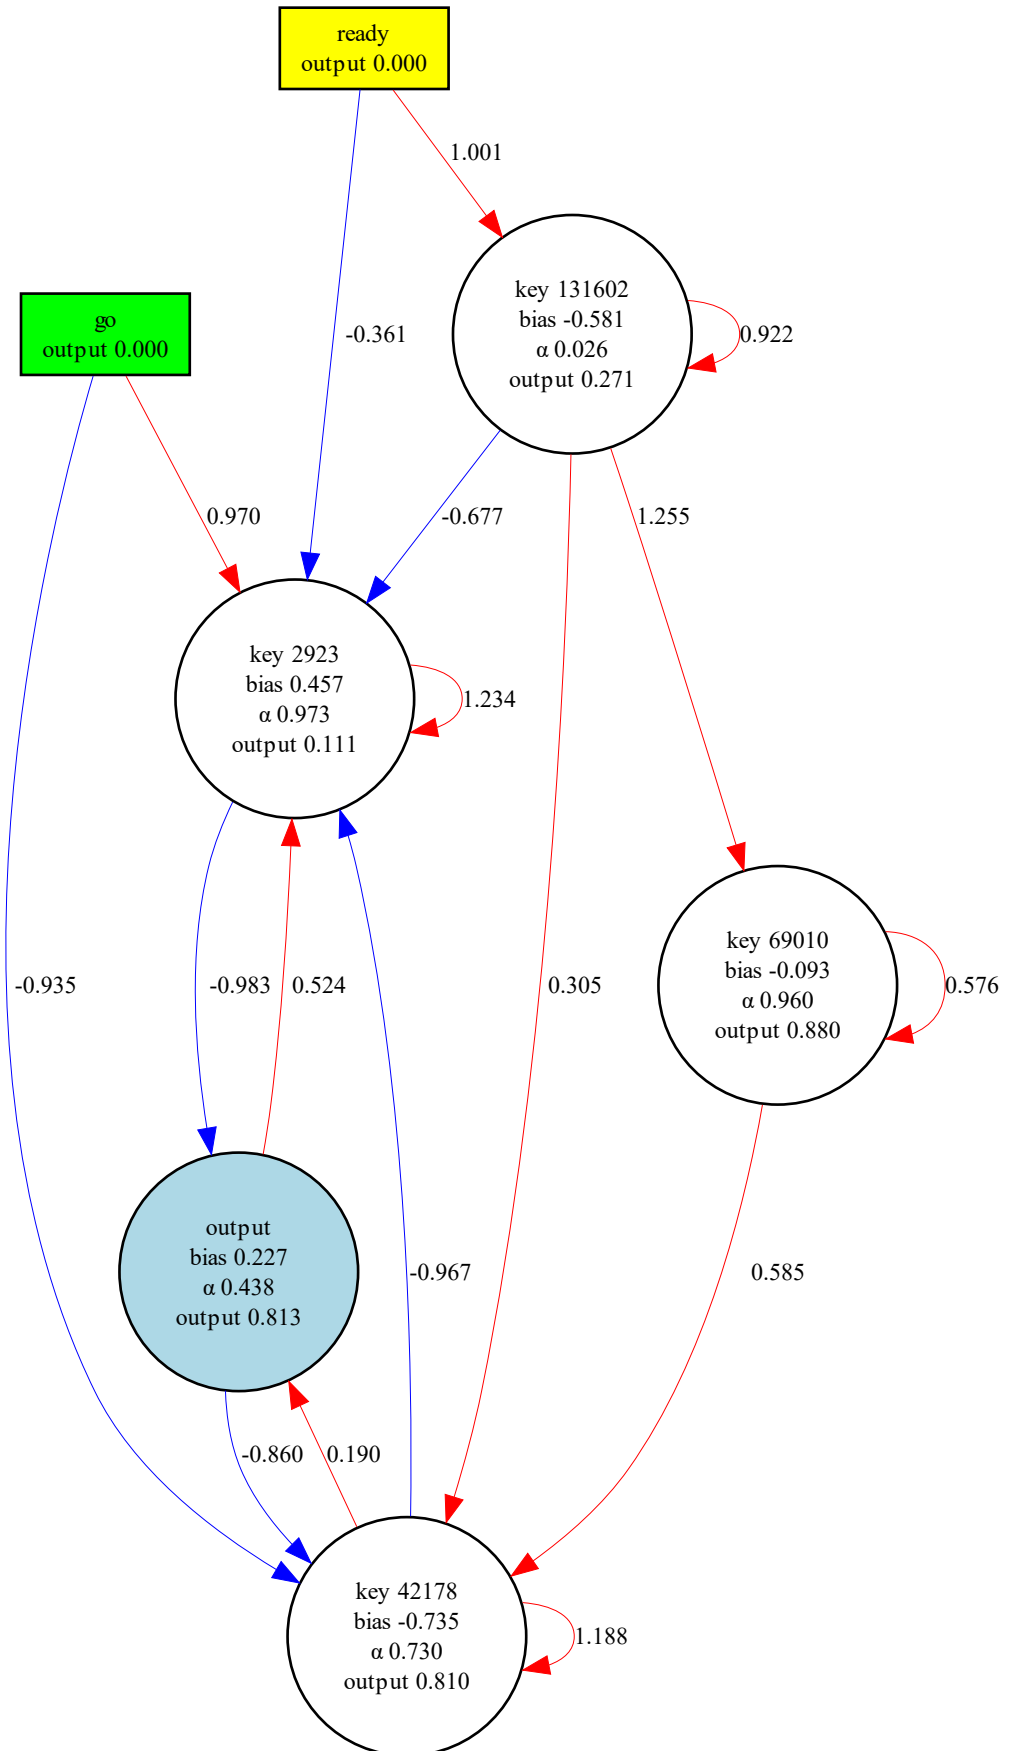 ready
output 0.000
1.001
key 131602
bias -0.581
α 0.026
output 0.271
0.922
go
output 0.000
-0.361
0.970
-0.677
1.255
key 2923
bias 0.457
α 0.973
output 0.111
1.234
key 69010
bias -0.093
α 0.960
output 0.880
0.576
-0.935
-0.983
0.524
0.305
output
bias 0.227
α 0.438
output 0.813
-0.967
0.585
-0.860
0.190
key 42178
bias -0.735
α 0.730
output 0.810
1.188